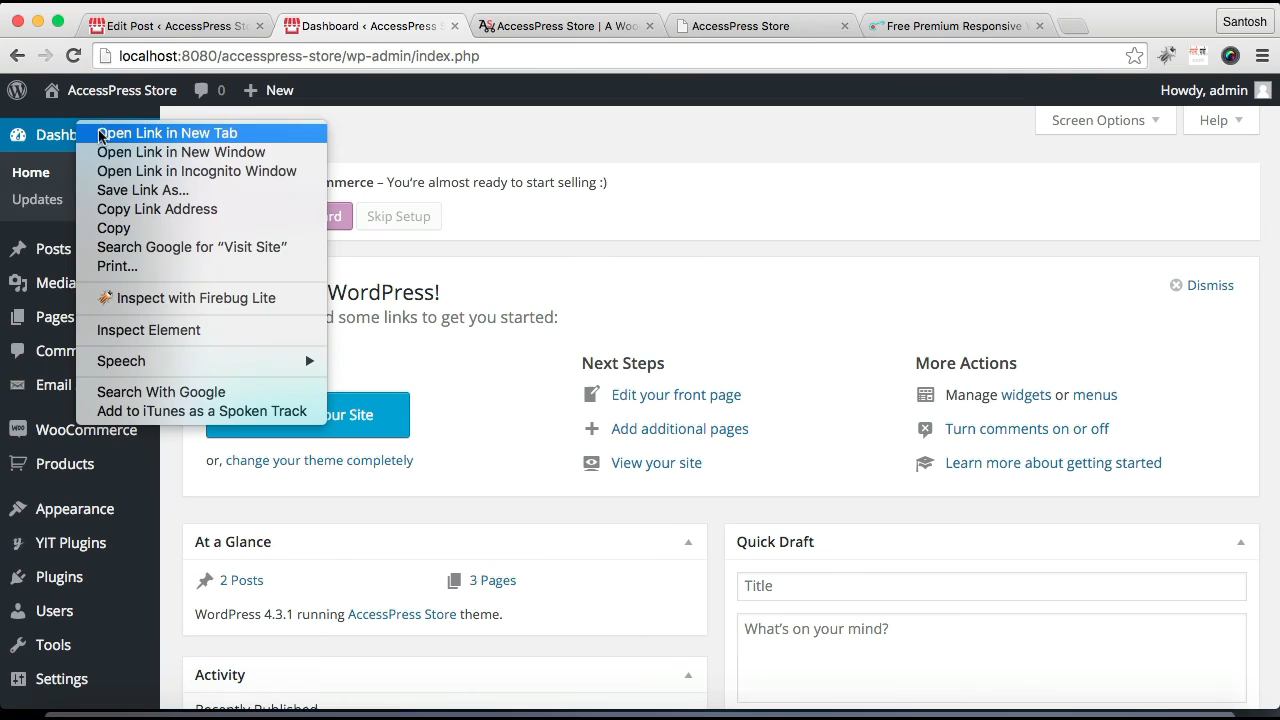 Edit Post ‹ AccessPress S
Dashboard ‹ AccessPress S
AccessPress Store | A Woo
AccessPress Store
Free Premium Responsive
Santosh
localhost:8080/accesspress-store/wp-admin/index.php
AccessPress Store
0
New
Howdy, admin
Dashb
Home
Updates
Posts
Media
Pages
Comm
Email
WooCommerce
Products
Appearance
YIT Plugins
Plugins
Users
Tools
Settings
Open Link in New Tab
Open Link in New Window
Open Link in Incognito Window
Save Link As...
Copy Link Address
Copy
Search Google for “Visit Site”
Print...
Inspect with Firebug Lite
Inspect Element
Speech
Search With Google
Add to iTunes as a Spoken Track
Screen Options
Help
mmerce – You‘re almost ready to start selling :)
rd
Skip Setup
WordPress!
Dismiss
d some links to get you started:
our Site
or, change your theme completely
Next Steps
Edit your front page
Add additional pages
View your site
More Actions
Manage widgets or menus
Turn comments on or off
Learn more about getting started
At a Glance
2 Posts
3 Pages
WordPress 4.3.1 running AccessPress Store theme.
Activity
Recently Published
Quick Draft
Title
What’s on your mind?